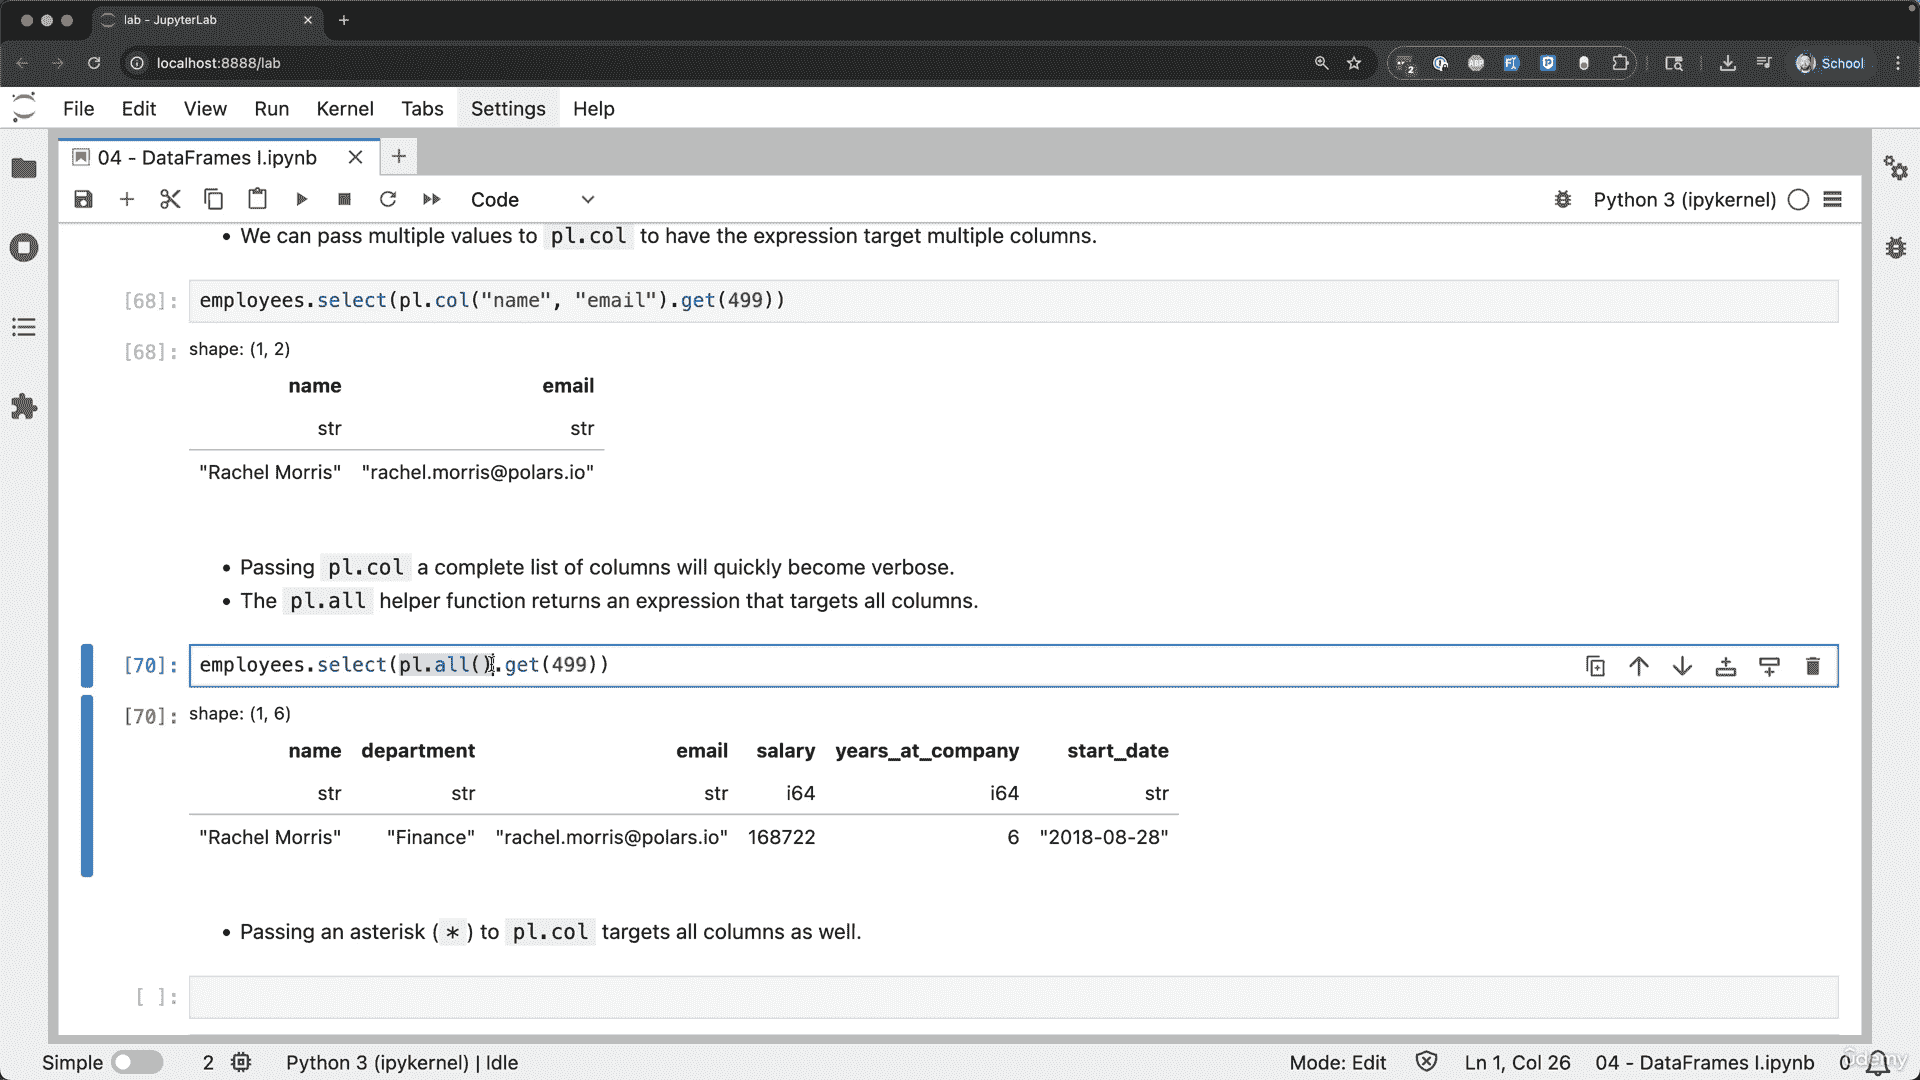 lab - JupyterLab
localhost:8888/lab
2
ABP
School
File Edit View Run Kernel Tabs Settings Help
04 - DataFrames I.ipynb
Code
Python 3 (ipykernel)
• We can pass multiple values to pl.col to have the expression target multiple columns.
[68]: employees.select(pl.col("name", "email").get(499))
[68]: shape: (1, 2)
name email
str str
"Rachel Morris" "rachel.morris@polars.io"
• Passing pl.col a complete list of columns will quickly become verbose.
• The pl.all helper function returns an expression that targets all columns.
[70]: employees.select(pl.all().get(499))
[70]: shape: (1, 6)
name department email salary years_at_company start_date
str str str i64 i64 str
"Rachel Morris" "Finance" "rachel.morris@polars.io" 168722 6 "2018-08-28"
• Passing an asterisk ( * ) to pl.col targets all columns as well.
[ ]:
Simple 2 Python 3 (ipykernel) | Idle Mode: Edit Ln 1, Col 26 04 - DataFrames I.ipynb 0
udemy